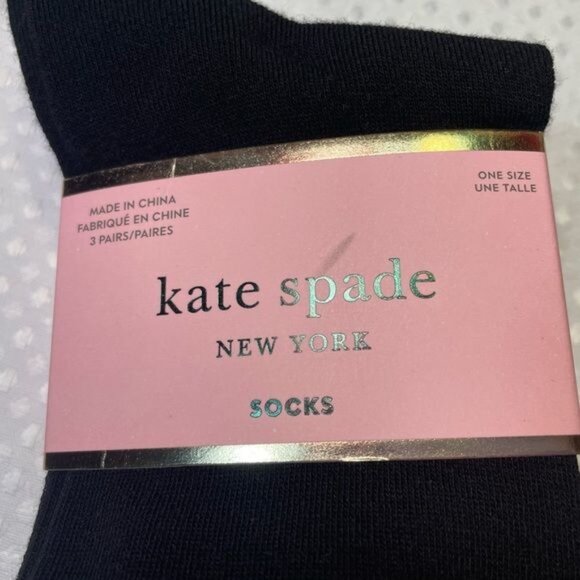 MADE IN CHINA
FABRIQUÉ EN CHINE
3 PAIRS/PAIRES
ONE SIZE
UNE TALLE
kate spade
NEW YORK
SOCKS